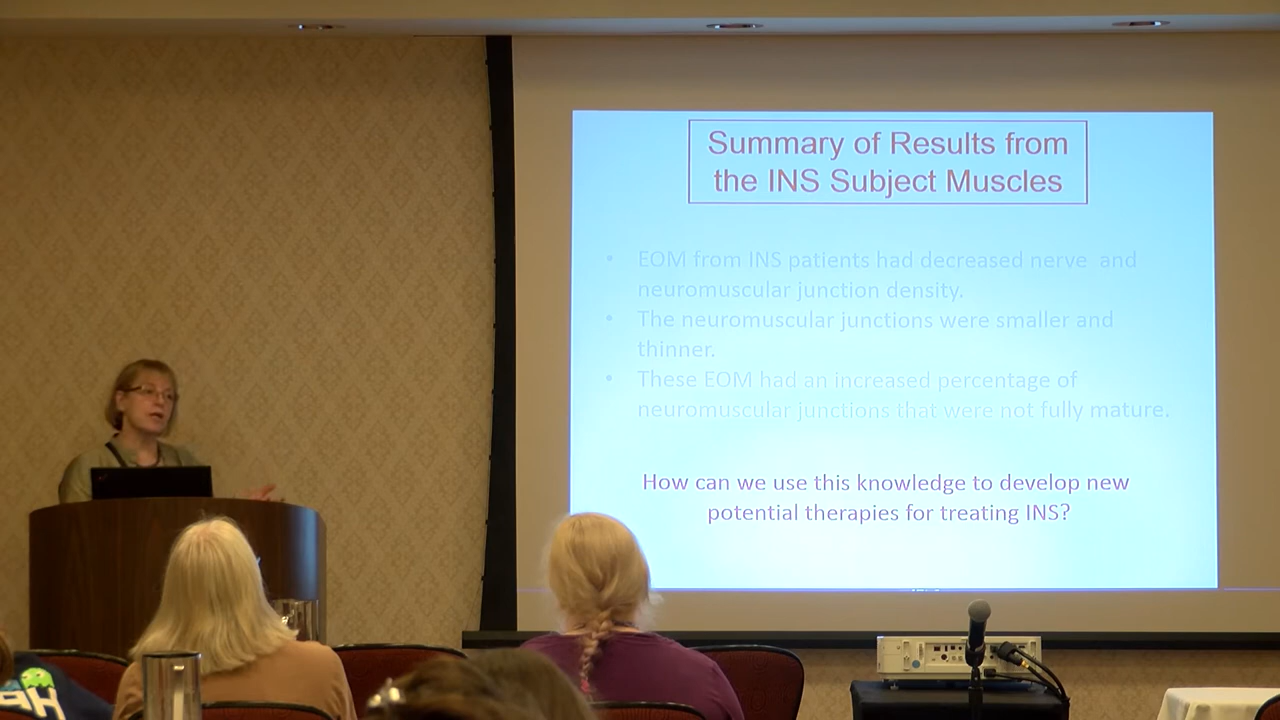 Summary of Results from
the INS Subject Muscles
• EOM from INS patients had decreased nerve and
neuromuscular junction density.
• The neuromuscular junctions were smaller and
thinner.
• These EOM had an increased percentage of
neuromuscular junctions that were not fully mature.
How can we use this knowledge to develop new
potential therapies for treating INS?